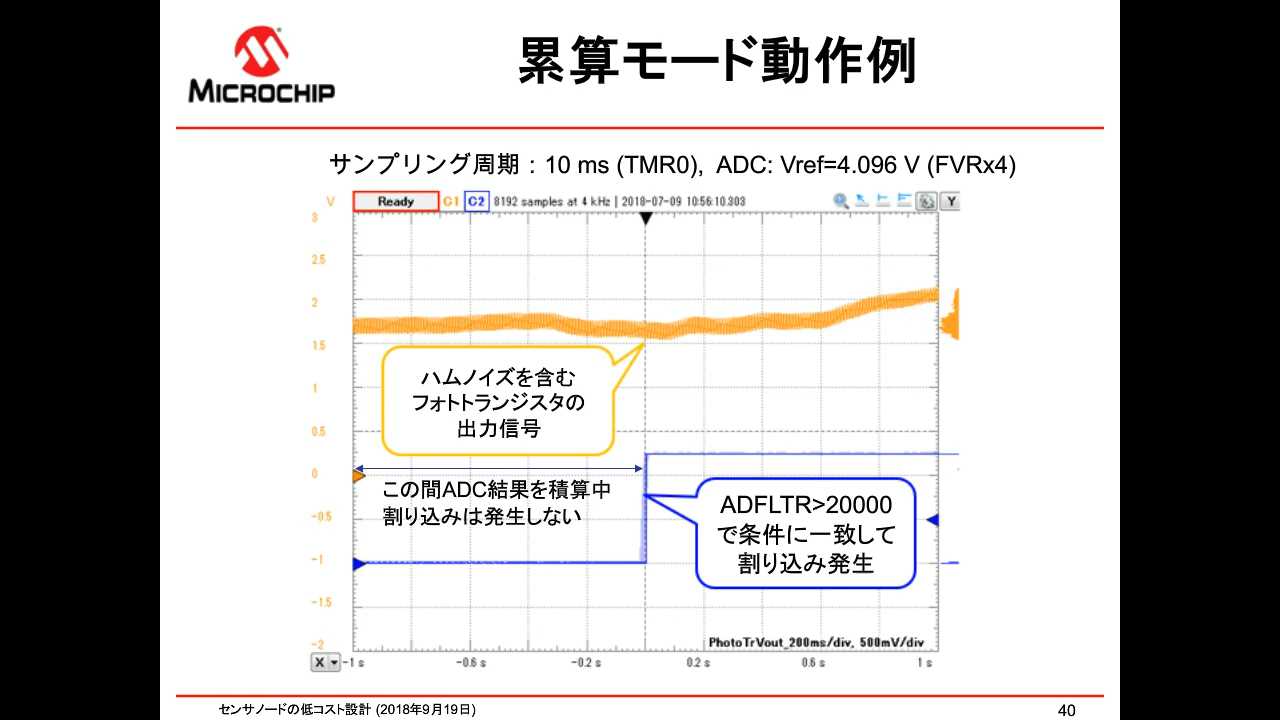 MICROCHIP
累算モード動作例
サンプリング周期：10 ms (TMR0), ADC: Vref=4.096 V (FVRx4)
V
Ready
C1
C2
8192 samples at 4 kHz | 2018-07-09 10:56:10.303
Y
3
2.5
2
1.5
1
0.5
0
-0.5
-1
-1.5
-2
ハムノイズを含む
フォトトランジスタの
出力信号
この間ADC結果を積算中
割り込みは発生しない
ADFLTR>20000
で条件に一致して
割り込み発生
PhotoTrVout_200ms/div, 500mV/div
X
-1 s
-0.6 s
-0.2 s
0.2 s
0.6 s
1 s
センサノードの低コスト設計 (2018年9月19日)
40